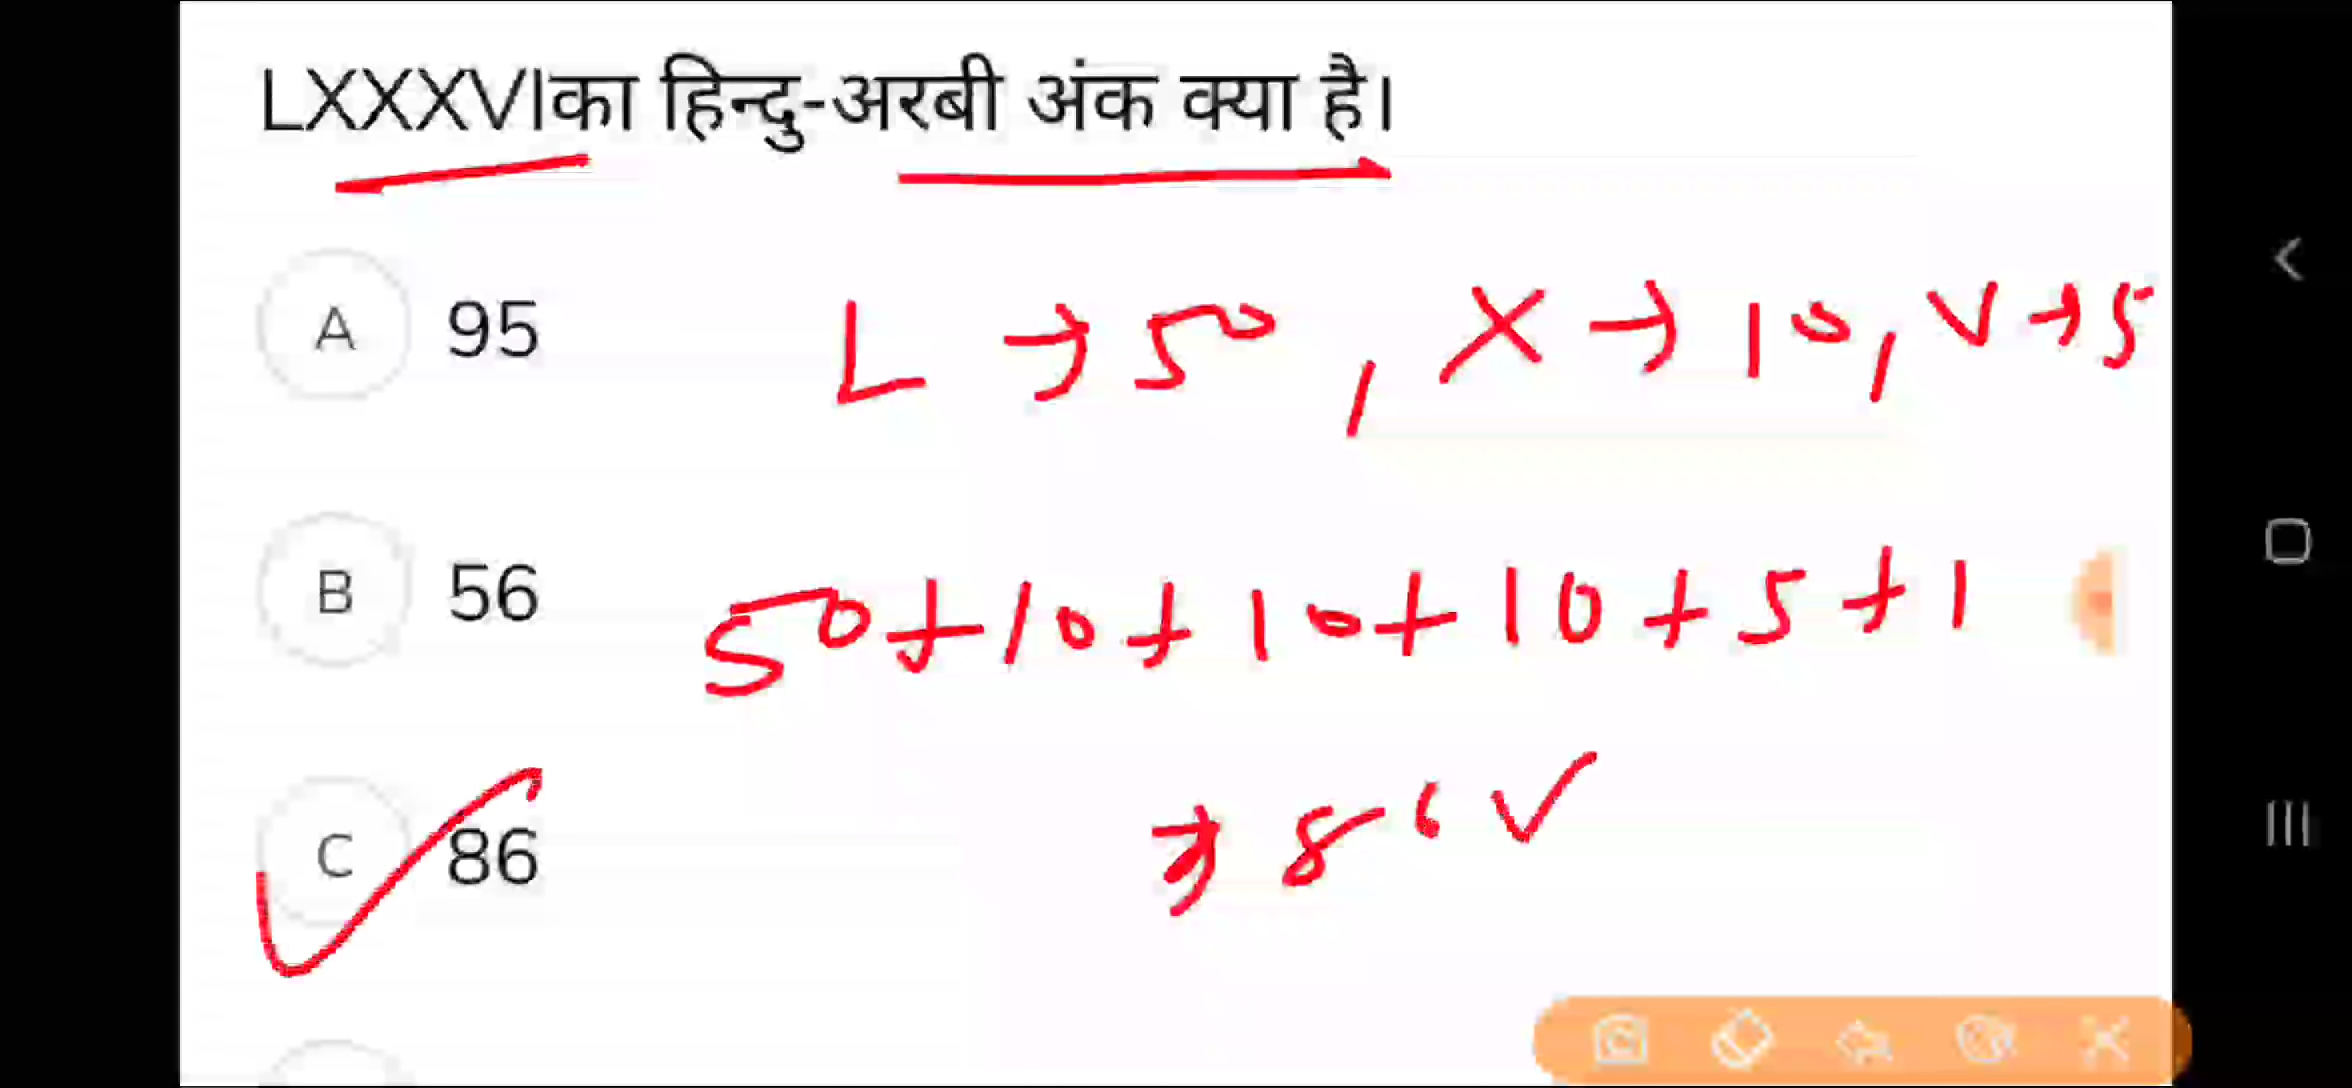 LXXXVIका हिन्दु-अरबी अंक क्या है।
A 95 L → 50, X → 10, V → 5
B 56 50+10+10+10+5+1
C 86 → 86